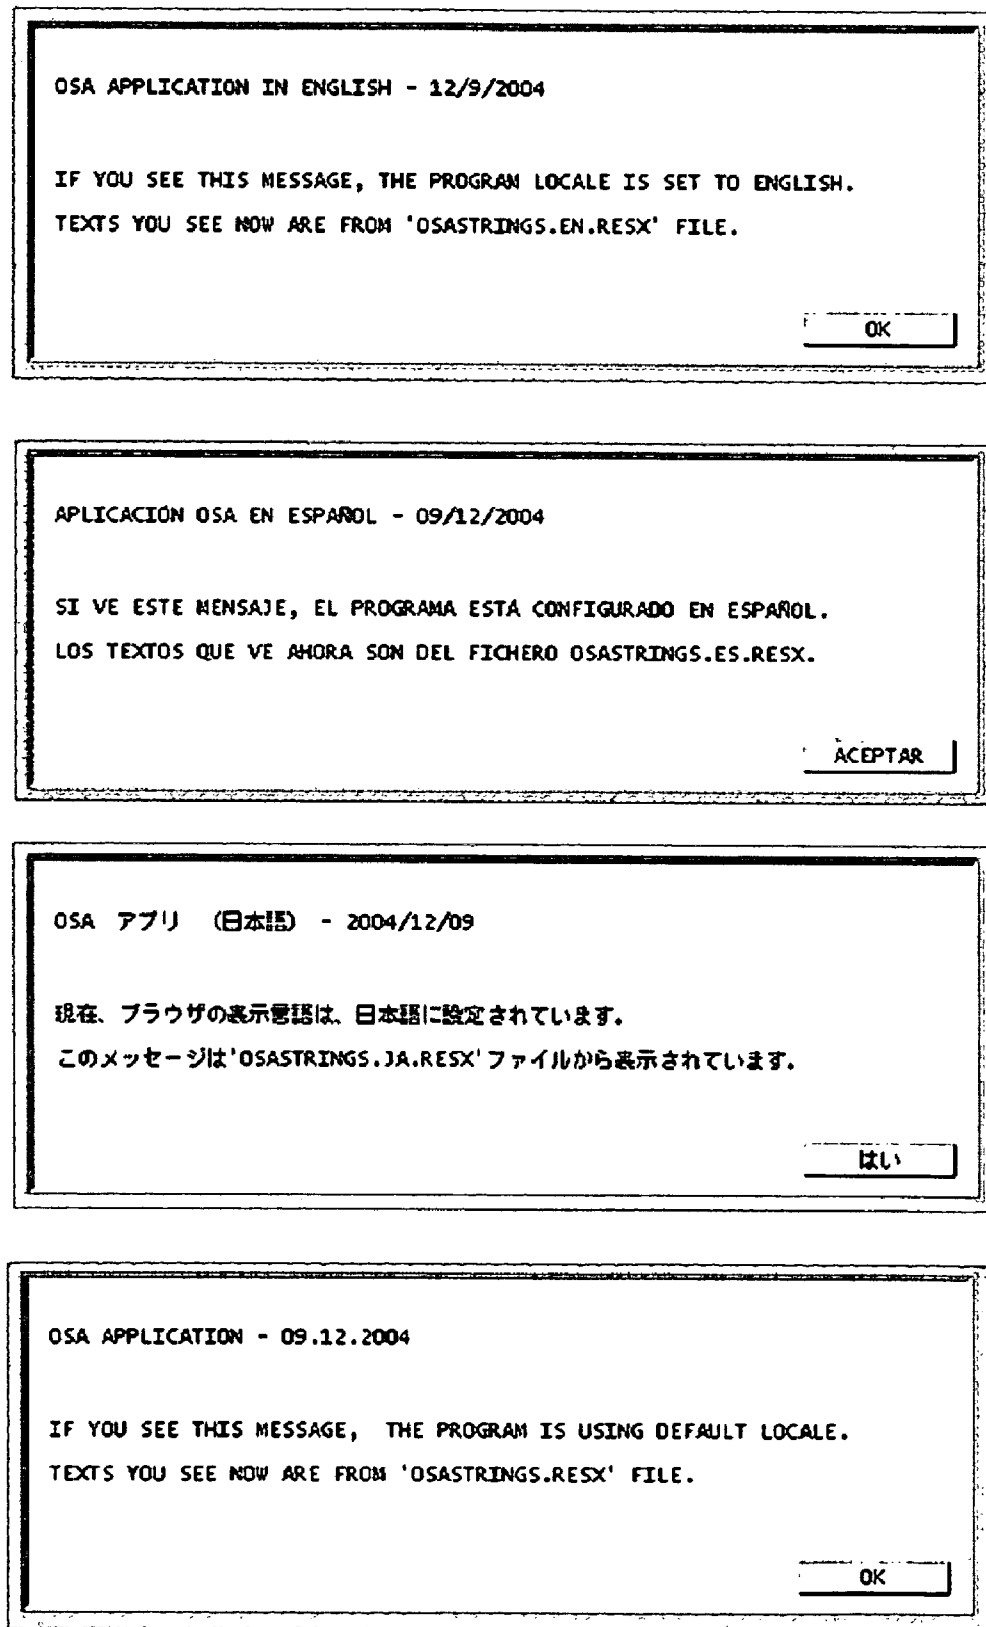 OSA APPLICATION IN ENGLISH - 12/9/2004
IF YOU SEE THIS MESSAGE, THE PROGRAM LOCALE IS SET TO ENGLISH.
TEXTS YOU SEE NOW ARE FROM 'OSASTRINGS.EN.RESX' FILE.
OK
APLICACIÓN OSA EN ESPAÑOL - 09/12/2004
SI VE ESTE MENSAJE, EL PROGRAMA ESTÁ CONFIGURADO EN ESPAÑOL.
LOS TEXTOS QUE VE AHORA SON DEL FICHERO OSASTRINGS.ES.RESX.
ACEPTAR
OSA アプリ (日本語) - 2004/12/09
現在、ブラウザの表示言語は、日本語に設定されています。
このメッセージは'OSASTRINGS.JA.RESX'ファイルから表示されています。
はい
OSA APPLICATION - 09.12.2004
IF YOU SEE THIS MESSAGE, THE PROGRAM IS USING DEFAULT LOCALE.
TEXTS YOU SEE NOW ARE FROM 'OSASTRINGS.RESX' FILE.
OK